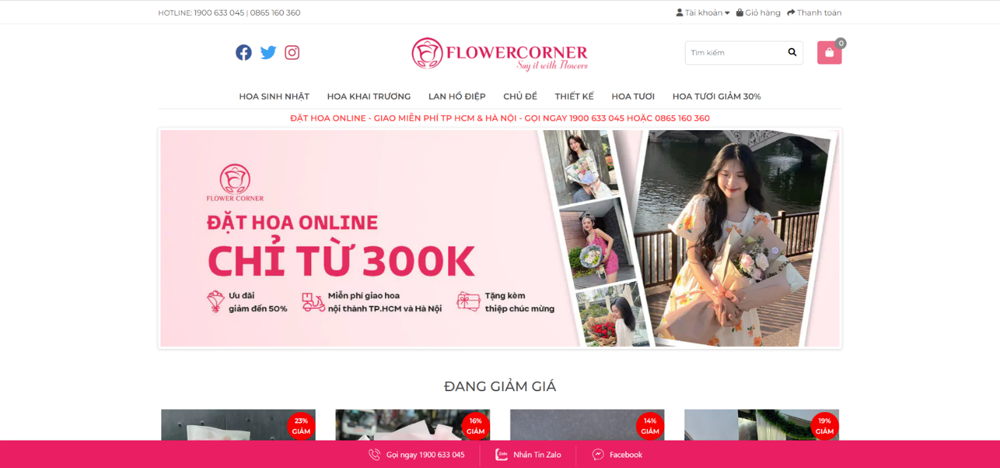 HOTLINE: 1900 633 045 | 0865 160 360
Tài khoản
Giỏ hàng
Thanh toán
FLOWERCORNER
Say it with Flowers
Tìm kiếm
0
HOA SINH NHẬT
HOA KHAI TRƯƠNG
LAN HỒ ĐIỆP
CHỦ ĐỀ
THIẾT KẾ
HOA TƯƠI
HOA TƯƠI GIẢM 30%
ĐẶT HOA ONLINE - GIAO MIỄN PHÍ TP HCM & HÀ NỘI - GỌI NGAY 1900 633 045 HOẶC 0865 160 360
FLOWER CORNER
ĐẶT HOA ONLINE
CHỈ TỪ 300K
Ưu đãi
giảm đến 50%
Miễn phí giao hoa
nội thành TP.HCM và Hà Nội
Tặng kèm
thiệp chúc mừng
ĐANG GIẢM GIÁ
23%
GIẢM
16%
GIẢM
14%
GIẢM
19%
GIẢM
Gọi ngay 1900 633 045
Zalo
Nhắn Tin Zalo
Facebook